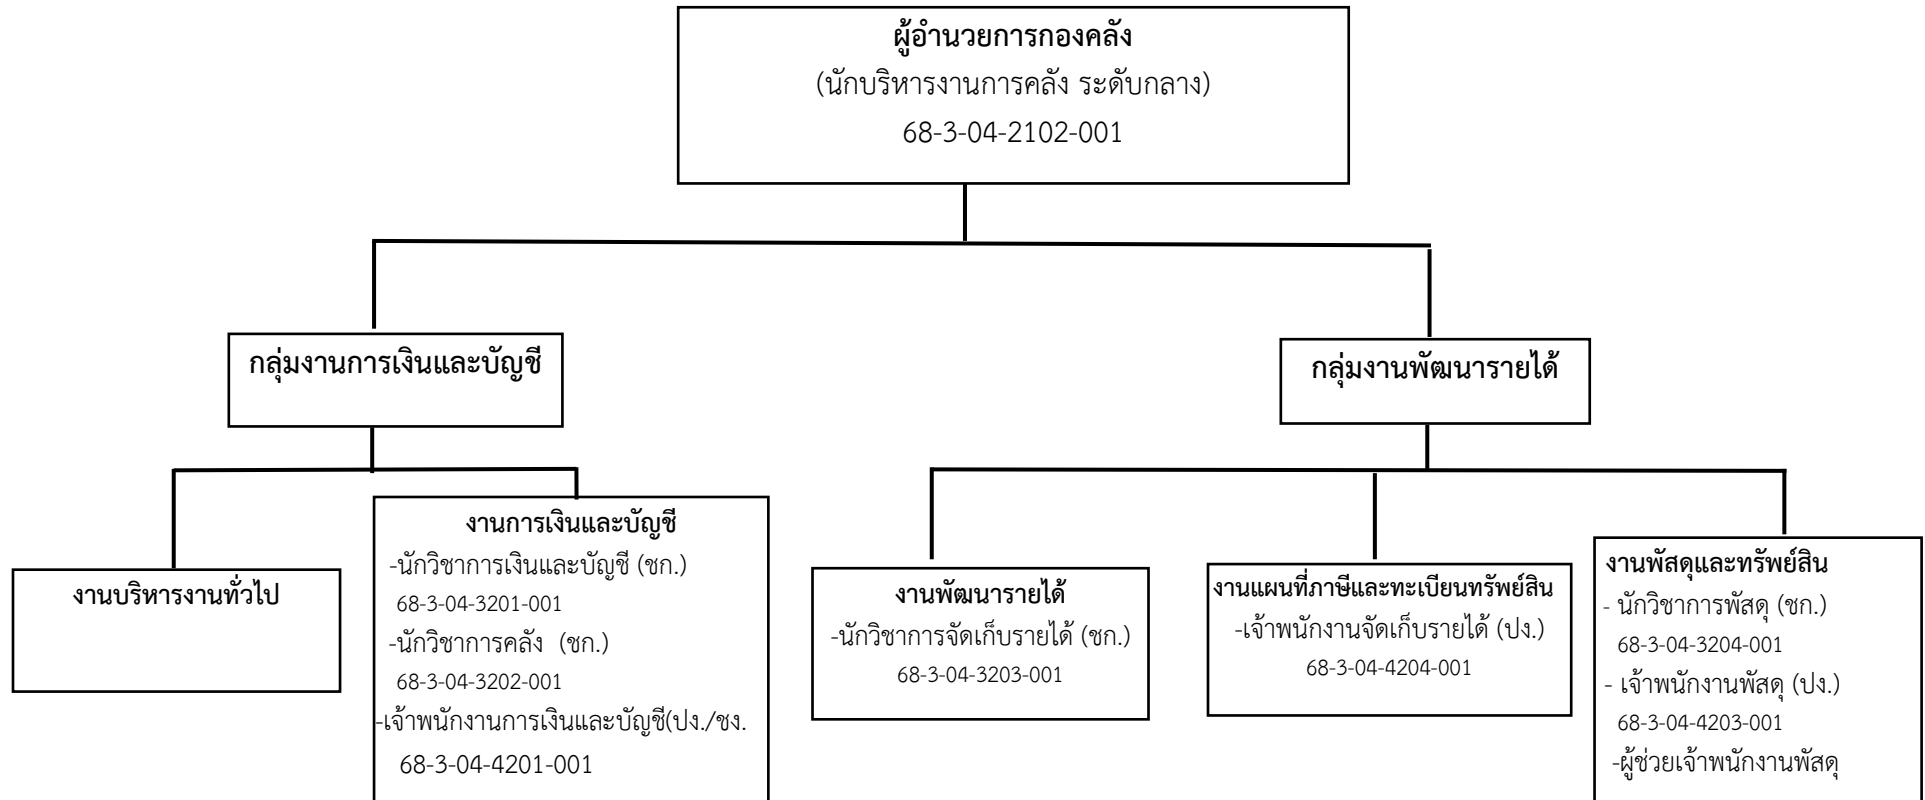 ผู้อำนวยการกองคลัง
(นักบริหารงานการคลัง ระดับกลาง)
68-3-04-2102-001
กลุ่มงานการเงินและบัญชี
กลุ่มงานพัฒนารายได้
งานบริหารงานทั่วไป
งานการเงินและบัญชี
-นักวิชาการเงินและบัญชี (ชก.)
68-3-04-3201-001
-นักวิชาการคลัง (ชก.)
68-3-04-3202-001
-เจ้าพนักงานการเงินและบัญชี(ปง./ชง.
68-3-04-4201-001
งานพัฒนารายได้
-นักวิชาการจัดเก็บรายได้ (ชก.)
68-3-04-3203-001
งานแผนที่ภาษีและทะเบียนทรัพย์สิน
-เจ้าพนักงานจัดเก็บรายได้ (ปง.)
68-3-04-4204-001
งานพัสดุและทรัพย์สิน
- นักวิชาการพัสดุ (ชก.)
68-3-04-3204-001
- เจ้าพนักงานพัสดุ (ปง.)
68-3-04-4203-001
-ผู้ช่วยเจ้าพนักงานพัสดุ